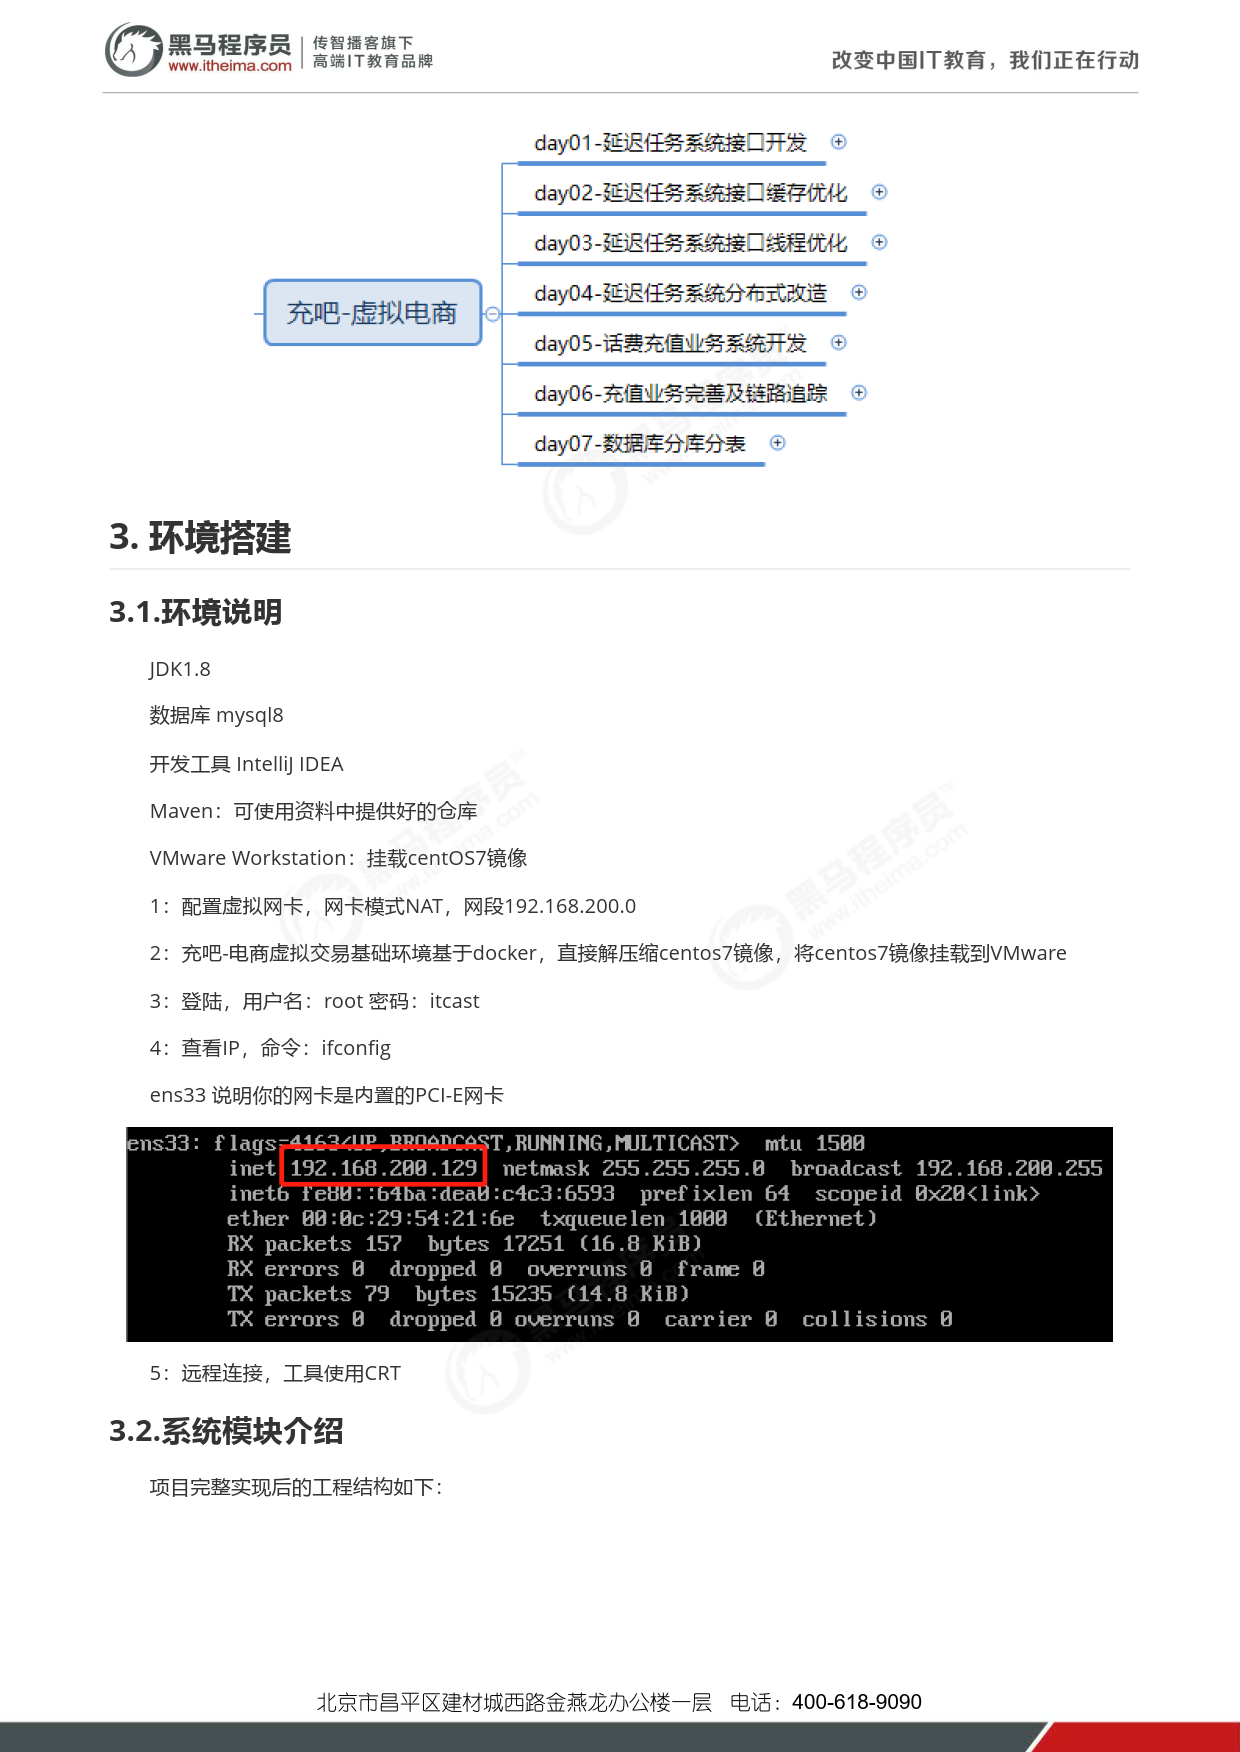 黑马程序员
www.itheima.com
传智播客旗下
高端IT教育品牌
改变中国IT教育，我们正在行动
充吧-虚拟电商
day01-延迟任务系统接口开发
day02-延迟任务系统接口缓存优化
day03-延迟任务系统接口线程优化
day04-延迟任务系统分布式改造
day05-话费充值业务系统开发
day06-充值业务完善及链路追踪
day07-数据库分库分表
3. 环境搭建
3.1.环境说明
JDK1.8
数据库 mysql8
开发工具 IntelliJ IDEA
Maven：可使用资料中提供好的仓库
VMware Workstation：挂载centOS7镜像
1：配置虚拟网卡，网卡模式NAT，网段192.168.200.0
2：充吧-电商虚拟交易基础环境基于docker，直接解压缩centos7镜像，将centos7镜像挂载到VMware
3：登陆，用户名：root 密码：itcast
4：查看IP，命令：ifconfig
ens33 说明你的网卡是内置的PCI-E网卡
ens33: flags=4163<UP,BROADCAST,RUNNING,MULTICAST>  mtu 1500
inet 192.168.200.129  netmask 255.255.255.0  broadcast 192.168.200.255
inet6 fe80::64ba:dea0:c4c3:6593  prefixlen 64  scopeid 0x20<link>
ether 00:0c:29:54:21:6e  txqueuelen 1000  (Ethernet)
RX packets 157  bytes 17251 (16.8 KiB)
RX errors 0  dropped 0  overruns 0  frame 0
TX packets 79  bytes 15235 (14.8 KiB)
TX errors 0  dropped 0 overruns 0  carrier 0  collisions 0
5：远程连接，工具使用CRT
3.2.系统模块介绍
项目完整实现后的工程结构如下：
北京市昌平区建材城西路金燕龙办公楼一层 电话：400-618-9090